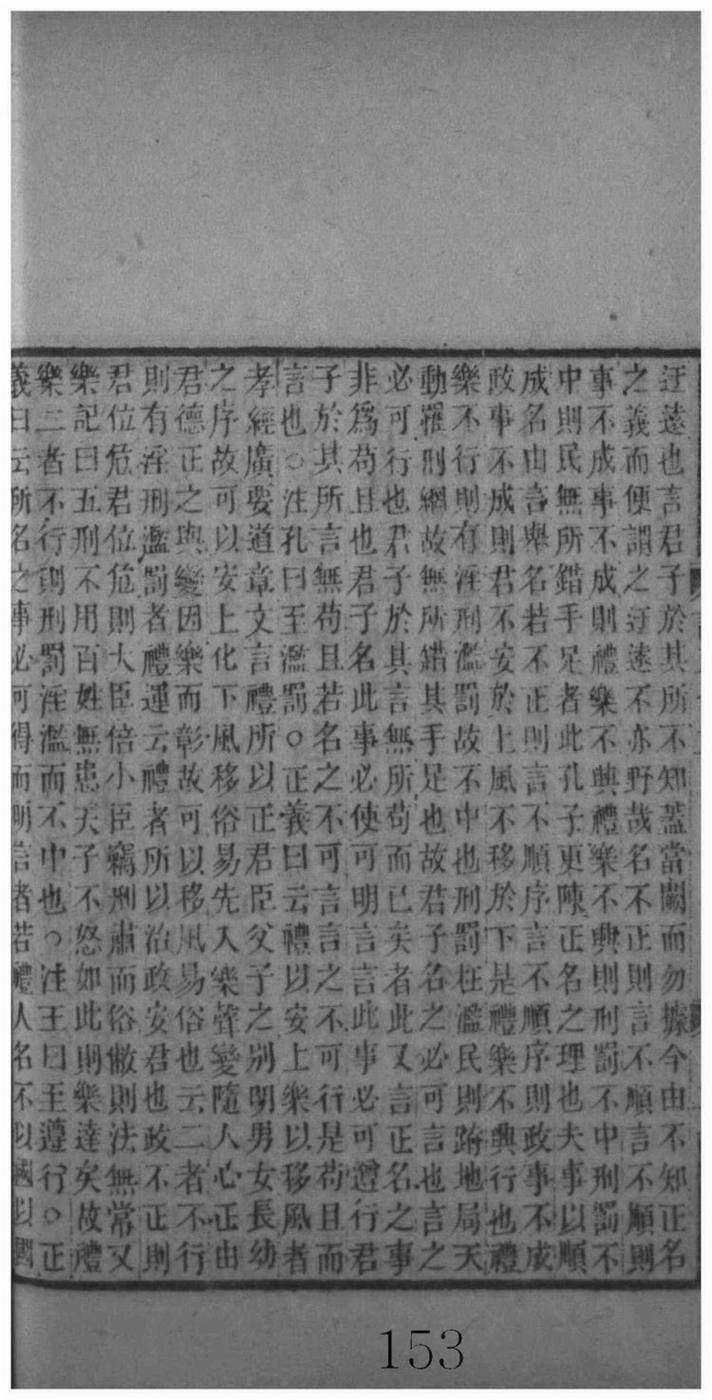 迂遠也言君子於其所不知蓋當闕而勿據今由不知正名
之義而便謂之迂遠不亦野哉名不正則言不順言不順則
事不成事不成則禮樂不興禮樂不興則刑罰不中刑罰不
中則民無所錯手足者此孔子更陳正名之理也夫事以順
成名由言舉名若不正則言不順序言不順序則政事不成
政事不成則君不安於上風不移於下是禮樂不興行也禮
樂不行則有淫刑濫罰故不中也刑罰枉濫民則蹐地局天
動罹刑網故無所錯其手足也故君子名之必可言也言之
必可行也君子於其言無所苟而已矣者此又言正名之事
非爲苟且也君子名此事必使可明言言此事必可遵行君
子於其所言無苟且若名之不可言言之不可行是苟且而
言也○注孔曰至濫罰○正義曰云禮以安上樂以移風者
孝經廣要道章文言禮所以正君臣父子之別明男女長幼
之序故可以安上化下風移俗易先入樂聲變隨人心正由
君德正之與變因樂而彰故可以移風易俗也云二者不行
則有淫刑濫罰者禮運云禮者所以治政安君也政不正則
君位危君位危則大臣倍小臣竊刑肅而俗敝則法無常又
樂記曰五刑不用百姓無患天子不怒如此則樂達矣故禮
樂二者不行則刑罰淫濫而不中也○注王曰王遵行○正
義曰云所名之事必可得而明言者若禮人名不以國以國
153